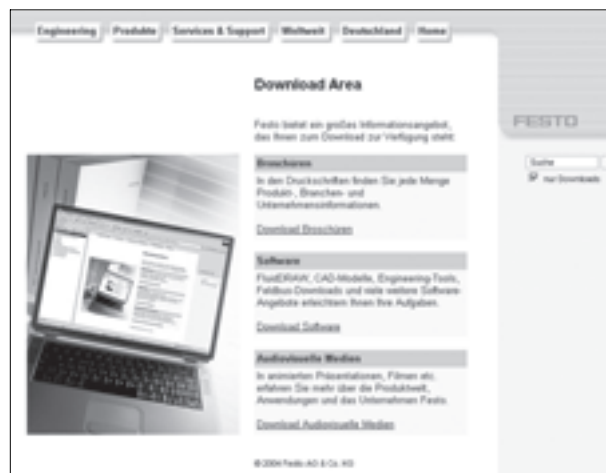 Engineering Produkte Services & Support Weltweit Deutschland Home
Download Area
FESTO
Festo bietet ein großes Informationsangebot,
das Ihnen zum Download zur Verfügung steht:
Suche
nur Downloads
Broschüren
In den Druckschriften finden Sie jede Menge
Produkt-, Branchen- und
Unternehmensinformationen.
Download Broschüren
Software
FluidDRAW, CAD-Modelle, Engineering-Tools,
Feldbus-Downloads und viele weitere Software-
Angebote erleichtern Ihnen Ihre Aufgaben.
Download Software
Audiovisuelle Medien
In animierten Präsentationen, Filmen etc.
erfahren Sie mehr über die Produktwelt,
Anwendungen und das Unternehmen Festo.
Download Audiovisuelle Medien
© 2004 Festo AG & Co. KG